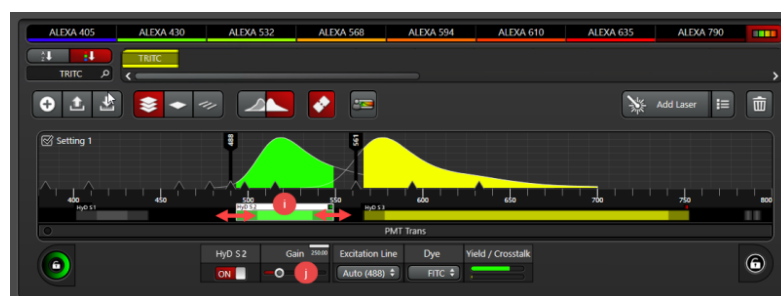 ALEXA 405 ALEXA 430 ALEXA 532 ALEXA 568 ALEXA 594 ALEXA 610 ALEXA 635 ALEXA 790
TRITC
TRITC
Add Laser
Setting 1
488 561
400 450 500 550 600 650 700 750 800
HyD S 1 HyD S 2 HyD S 3
i
PMT Trans
HyD S 2 Gain 250.00 Excitation Line Dye Yield / Crosstalk
ON j Auto (488) FITC